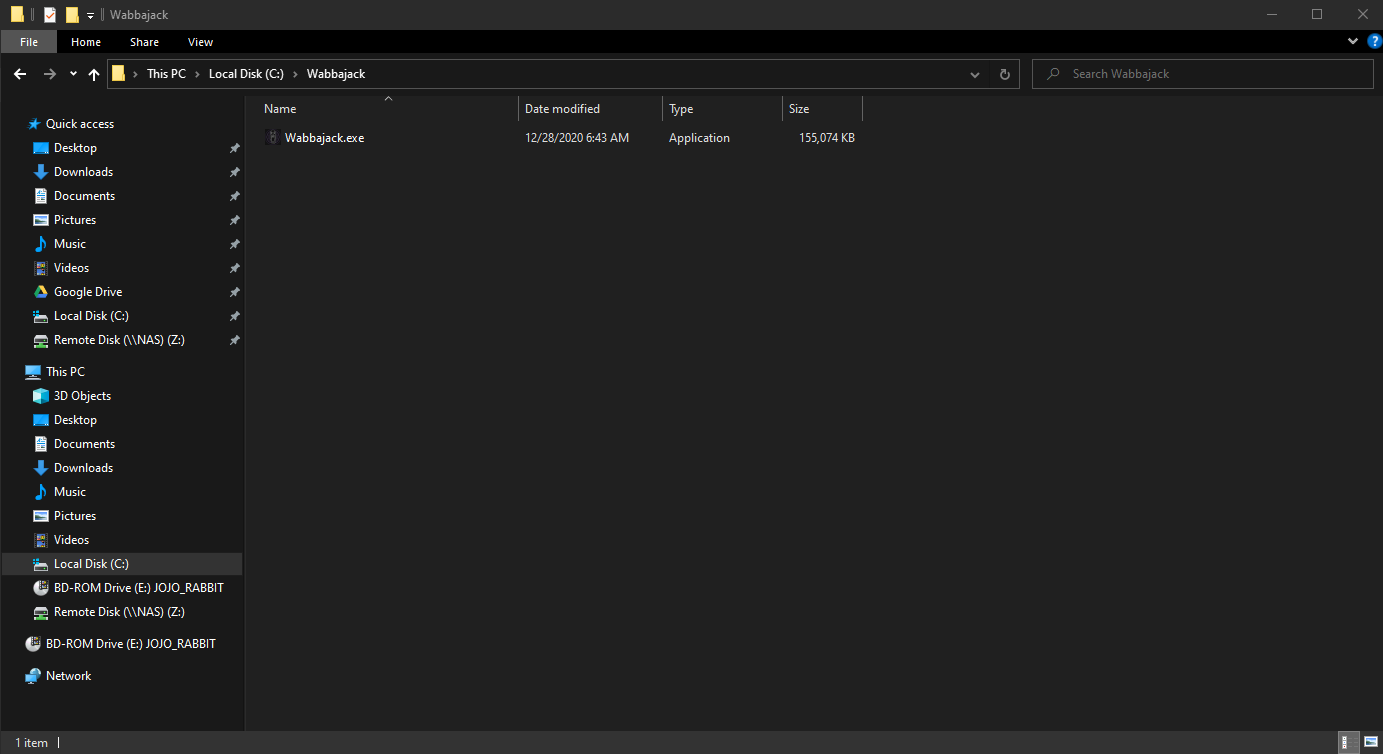 Wabbajack
File Home Share View
?
This PC Local Disk (C:) Wabbajack
Search Wabbajack
Name Date modified Type Size
Wabbajack.exe 12/28/2020 6:43 AM Application 155,074 KB
Quick access
Desktop
Downloads
Documents
Pictures
Music
Videos
Google Drive
Local Disk (C:)
Remote Disk (\\NAS) (Z:)
This PC
3D Objects
Desktop
Documents
Downloads
Music
Pictures
Videos
Local Disk (C:)
BD-ROM Drive (E:) JOJO_RABBIT
Remote Disk (\\NAS) (Z:)
BD-ROM Drive (E:) JOJO_RABBIT
Network
1 item